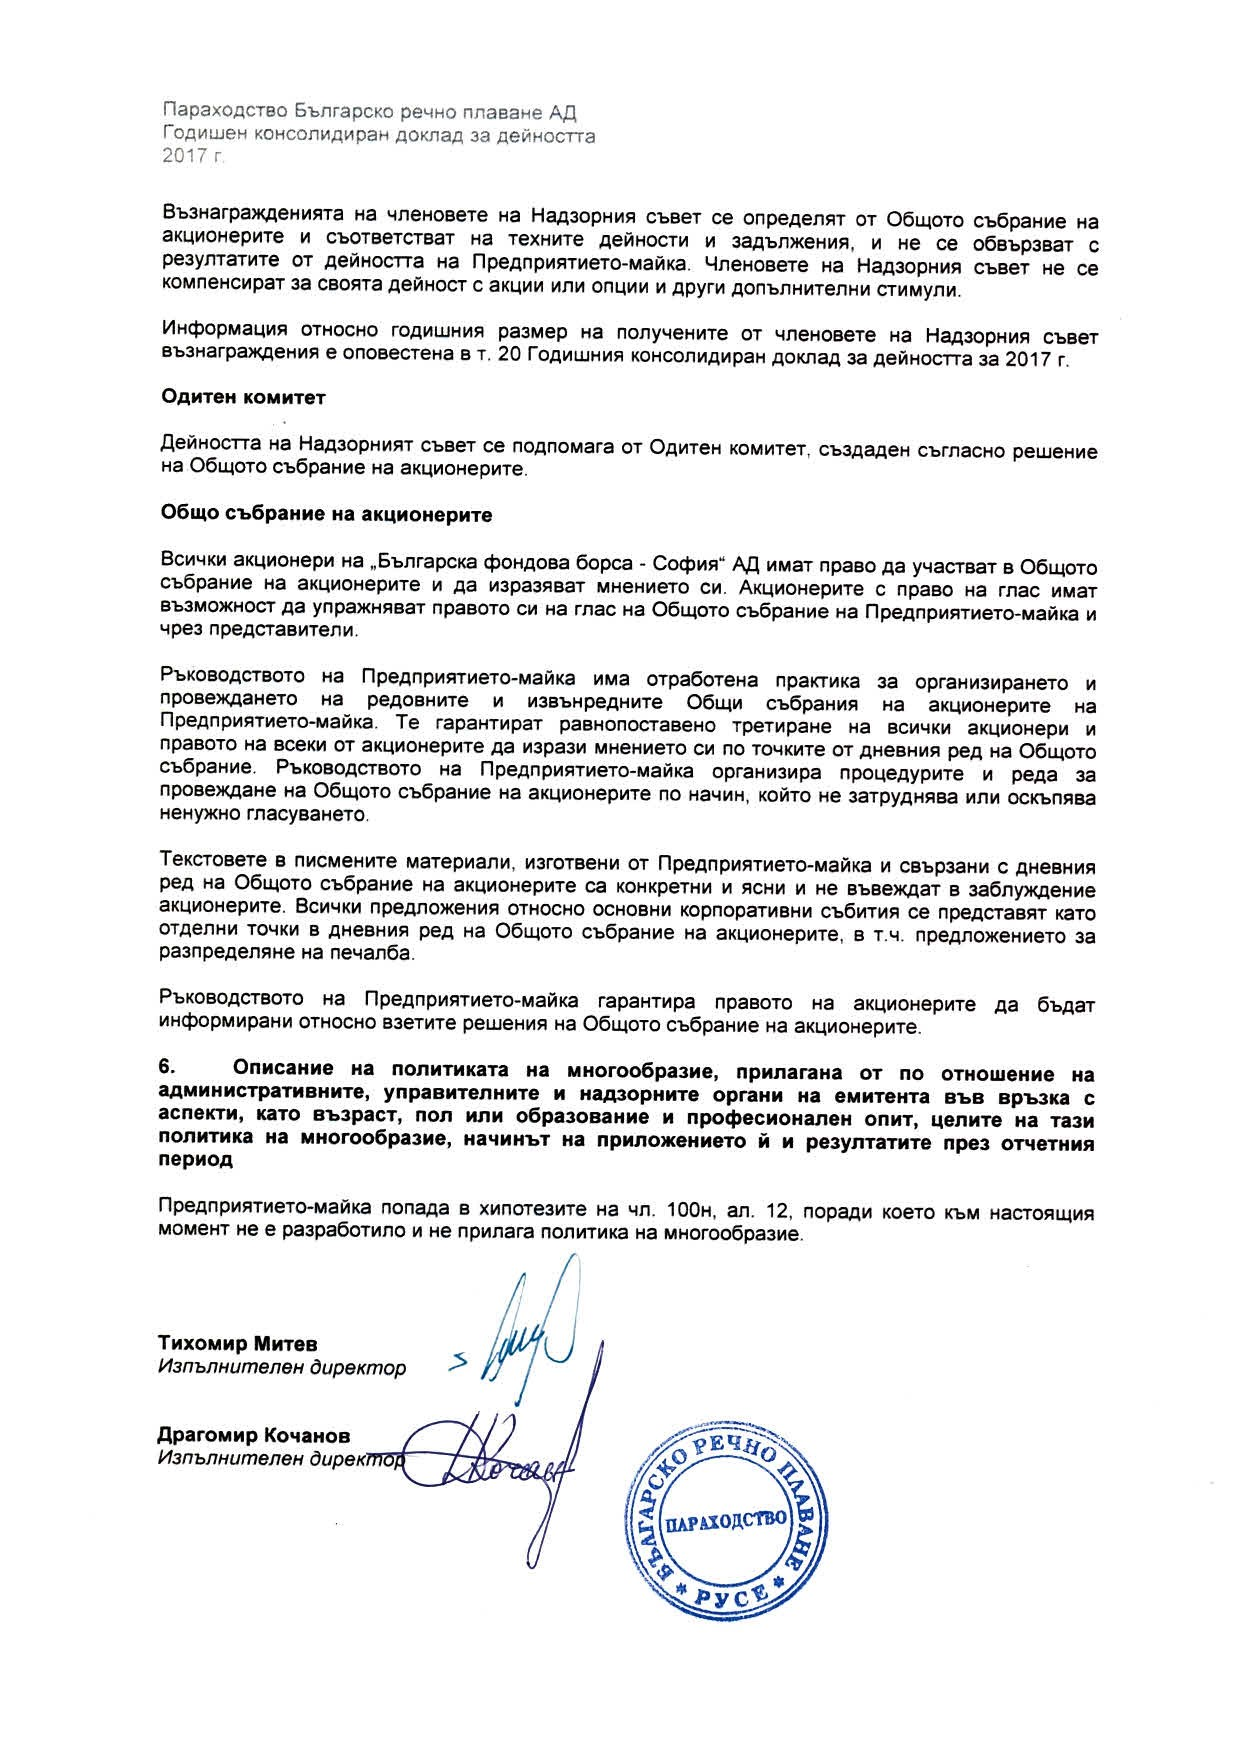 Параходство Българско речно плаване АД
Годишен консолидиран доклад за дейността
2017 г.
Възнагражденията на членовете на Надзорния съвет се определят от Общото събрание на
акционерите и съответстват на техните дейности и задължения, и не се обвързват с
резултатите от дейността на Предприятието-майка. Членовете на Надзорния съвет не се
компенсират за своята дейност с акции или опции и други допълнителни стимули.
Информация относно годишния размер на получените от членовете на Надзорния съвет
възнаграждения е оповестена в т. 20 Годишния консолидиран доклад за дейността за 2017 г.
Одитен комитет
Дейността на Надзорният съвет се подпомага от Одитен комитет, създаден съгласно решение
на Общото събрание на акционерите.
Общо събрание на акционерите
Всички акционери на „Българска фондова борса - София“ АД имат право да участват в Общото
събрание на акционерите и да изразяват мнението си. Акционерите с право на глас имат
възможност да упражняват правото си на глас на Общото събрание на Предприятието-майка и
чрез представители.
Ръководството на Предприятието-майка има отработена практика за организирането и
провеждането на редовните и извънредните Общи събрания на акционерите на
Предприятието-майка. Те гарантират равнопоставено третиране на всички акционери и
правото на всеки от акционерите да изрази мнението си по точките от дневния ред на Общото
събрание. Ръководството на Предприятието-майка организира процедурите и реда за
провеждане на Общото събрание на акционерите по начин, който не затруднява или оскъпява
ненужно гласуването.
Текстовете в писмените материали, изготвени от Предприятието-майка и свързани с дневния
ред на Общото събрание на акционерите са конкретни и ясни и не въвеждат в заблуждение
акционерите. Всички предложения относно основни корпоративни събития се представят като
отделни точки в дневния ред на Общото събрание на акционерите, в т.ч. предложението за
разпределяне на печалба.
Ръководството на Предприятието-майка гарантира правото на акционерите да бъдат
информирани относно взетите решения на Общото събрание на акционерите.
6. Описание на политиката на многообразие, прилагана от по отношение на
административните, управителните и надзорните органи на емитента във връзка с
аспекти, като възраст, пол или образование и професионален опит, целите на тази
политика на многообразие, начинът на приложението й и резултатите през отчетния
период
Предприятието-майка попада в хипотезите на чл. 100н, ал. 12, поради което към настоящия
момент не е разработило и не прилага политика на многообразие.
Тихомир Митев
Изпълнителен директор
Драгомир Кочанов
Изпълнителен директор
БЪЛГАРСКО РЕЧНО ПЛАВАНЕ
ПАРАХОДСТВО
* РУСЕ *